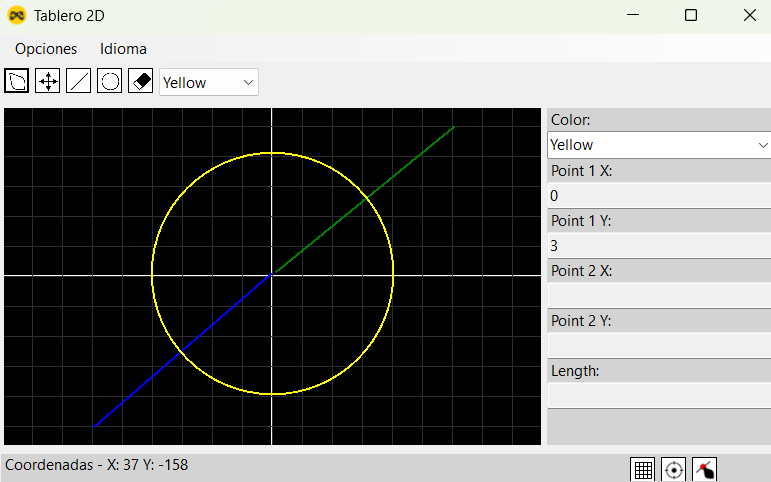 Tablero 2D
Opciones Idioma
Yellow
Color:
Yellow
Point 1 X:
0
Point 1 Y:
3
Point 2 X:
Point 2 Y:
Length:
Coordenadas - X: 37 Y: -158